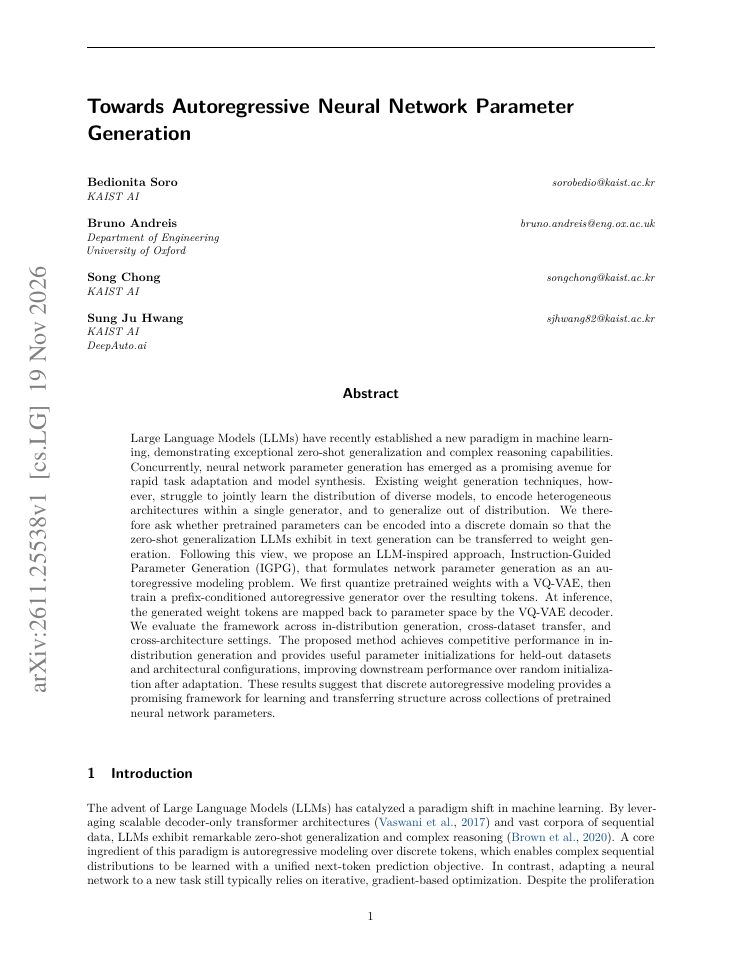 Towards Autoregressive Neural Network Parameter
Generation
Bedionita Soro
sorobedio@kaist.ac.kr
KAIST AI
Bruno Andreis
bruno.andreis@eng.ox.ac.uk
Department of Engineering
University of Oxford
Song Chong
songchong@kaist.ac.kr
KAIST AI
Sung Ju Hwang
sjhwang82@kaist.ac.kr
KAIST AI
DeepAuto.ai
arXiv:2611.25538v1 [cs.LG] 19 Nov 2026
Abstract
Large Language Models (LLMs) have recently established a new paradigm in machine learn-
ing, demonstrating exceptional zero-shot generalization and complex reasoning capabilities.
Concurrently, neural network parameter generation has emerged as a promising avenue for
rapid task adaptation and model synthesis. Existing weight generation techniques, how-
ever, struggle to jointly learn the distribution of diverse models, to encode heterogeneous
architectures within a single generator, and to generalize out of distribution. We there-
fore ask whether pretrained parameters can be encoded into a discrete domain so that the
zero-shot generalization LLMs exhibit in text generation can be transferred to weight gen-
eration. Following this view, we propose an LLM-inspired approach, Instruction-Guided
Parameter Generation (IGPG), that formulates network parameter generation as an au-
toregressive modeling problem. We first quantize pretrained weights with a VQ-VAE, then
train a prefix-conditioned autoregressive generator over the resulting tokens. At inference,
the generated weight tokens are mapped back to parameter space by the VQ-VAE decoder.
We evaluate the framework across in-distribution generation, cross-dataset transfer, and
cross-architecture settings. The proposed method achieves competitive performance in in-
distribution generation and provides useful parameter initializations for held-out datasets
and architectural configurations, improving downstream performance over random initializa-
tion after adaptation. These results suggest that discrete autoregressive modeling provides a
promising framework for learning and transferring structure across collections of pretrained
neural network parameters.
1 Introduction
The advent of Large Language Models (LLMs) has catalyzed a paradigm shift in machine learning. By lever-
aging scalable decoder-only transformer architectures (Vaswani et al., 2017) and vast corpora of sequential
data, LLMs exhibit remarkable zero-shot generalization and complex reasoning (Brown et al., 2020). A core
ingredient of this paradigm is autoregressive modeling over discrete tokens, which enables complex sequential
distributions to be learned with a unified next-token prediction objective. In contrast, adapting a neural
network to a new task still typically relies on iterative, gradient-based optimization. Despite the proliferation
1